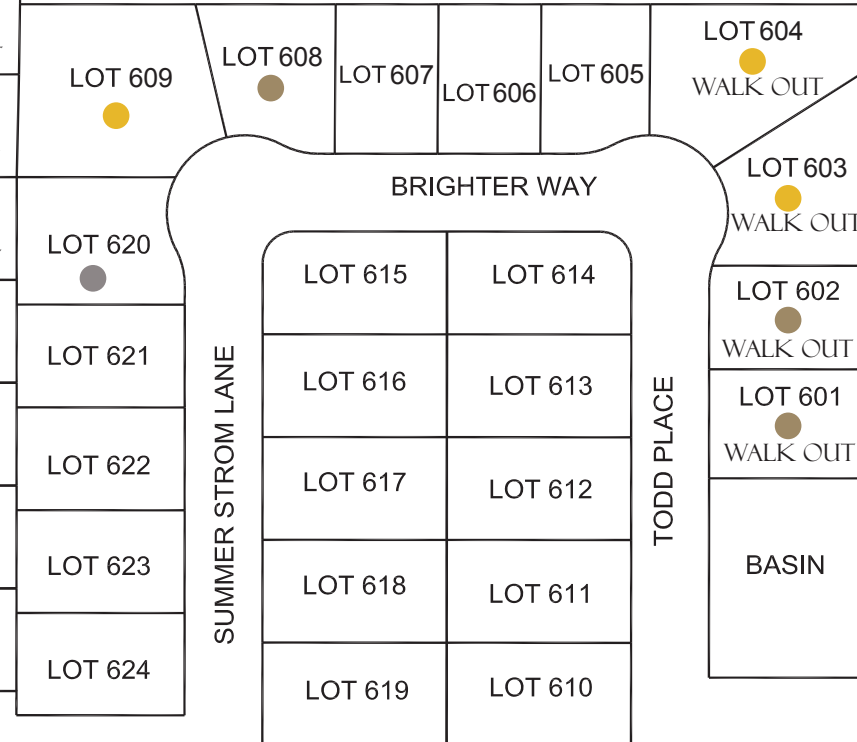 LOT 604
WALK OUT
LOT 609
LOT 608
LOT 607
LOT 606
LOT 605
LOT 603
WALK OUT
BRIGHTER WAY
LOT 620
LOT 615
LOT 614
LOT 602
WALK OUT
LOT 621
LOT 616
LOT 613
LOT 601
WALK OUT
SUMMER STROM LANE
TODD PLACE
LOT 622
LOT 617
LOT 612
LOT 623
LOT 618
LOT 611
BASIN
LOT 624
LOT 619
LOT 610